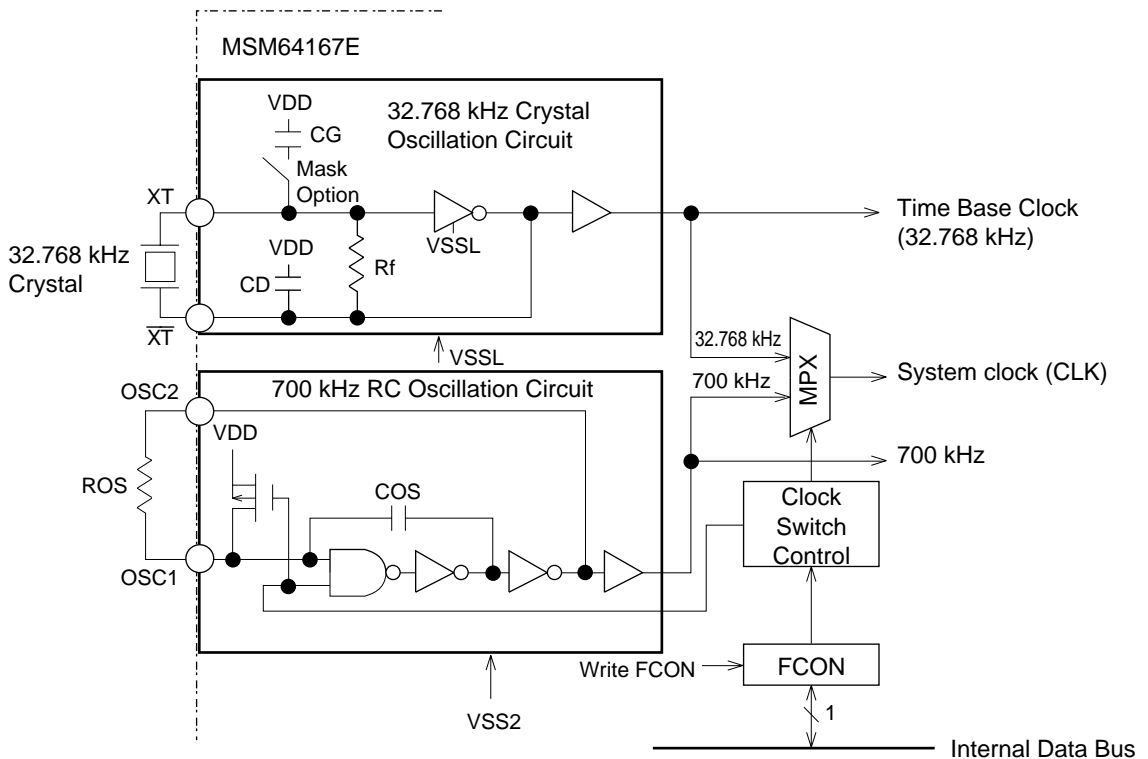 MSM64167E
VDD
CG
Mask
Option
32.768 kHz Crystal
Oscillation Circuit
XT
VSSL
Time Base Clock
(32.768 kHz)
32.768 kHz
Crystal
VDD
CD
Rf
XT
VSSL
32.768 kHz
700 kHz
MPX
System clock (CLK)
OSC2
700 kHz RC Oscillation Circuit
VDD
ROS
COS
700 kHz
Clock
Switch
Control
OSC1
Write FCON
FCON
VSS2
1
Internal Data Bus